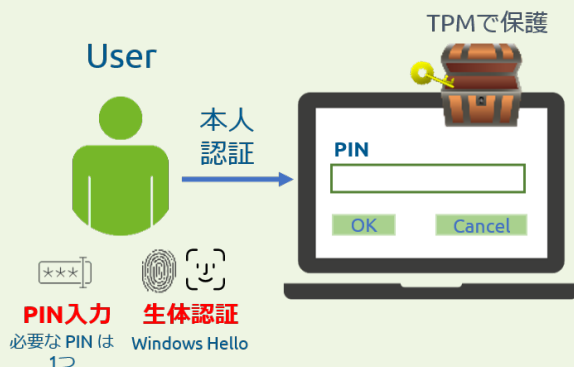 TPMで保護
User
本人
認証
PIN
OK Cancel
***
PIN入力 生体認証
必要な PIN は
1つ
Windows Hello